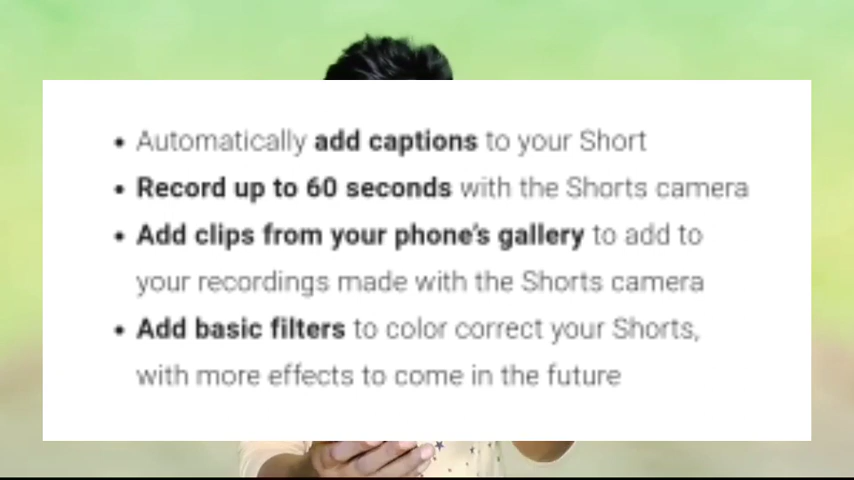 • Automatically add captions to your Short
• Record up to 60 seconds with the Shorts camera
• Add clips from your phone's gallery to add to
your recordings made with the Shorts camera
• Add basic filters to color correct your Shorts,
with more effects to come in the future